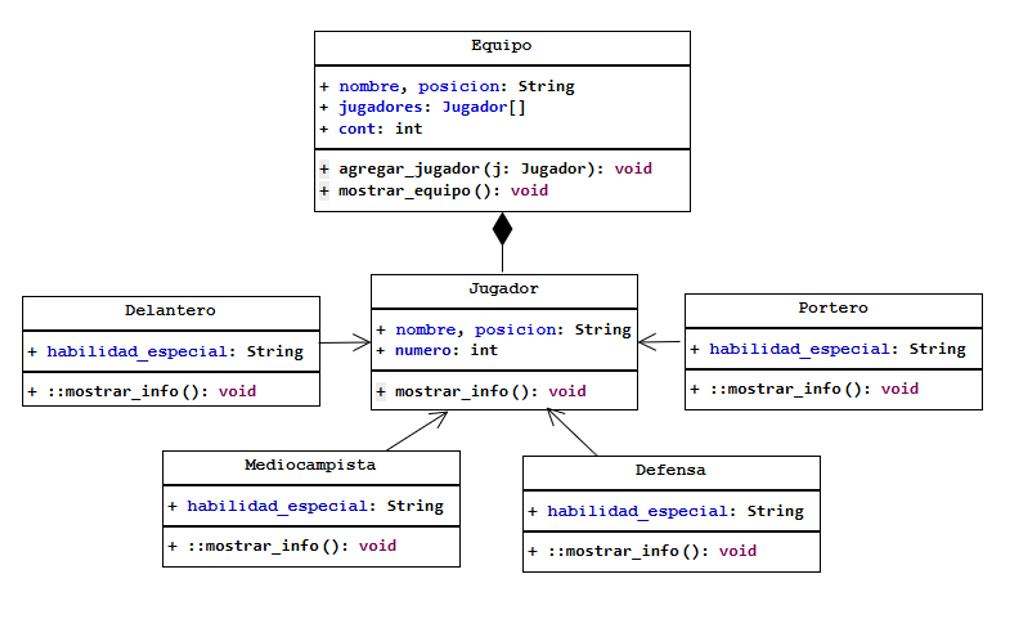 Equipo
+ nombre, posicion: String
+ jugadores: Jugador[]
+ cont: int
+ agregar_jugador(j: Jugador): void
+ mostrar_equipo(): void
Jugador
+ nombre, posicion: String
+ numero: int
+ mostrar_info(): void
Delantero
+ habilidad_especial: String
+ ::mostrar_info(): void
Portero
+ habilidad_especial: String
+ ::mostrar_info(): void
Mediocampista
+ habilidad_especial: String
+ ::mostrar_info(): void
Defensa
+ habilidad_especial: String
+ ::mostrar_info(): void